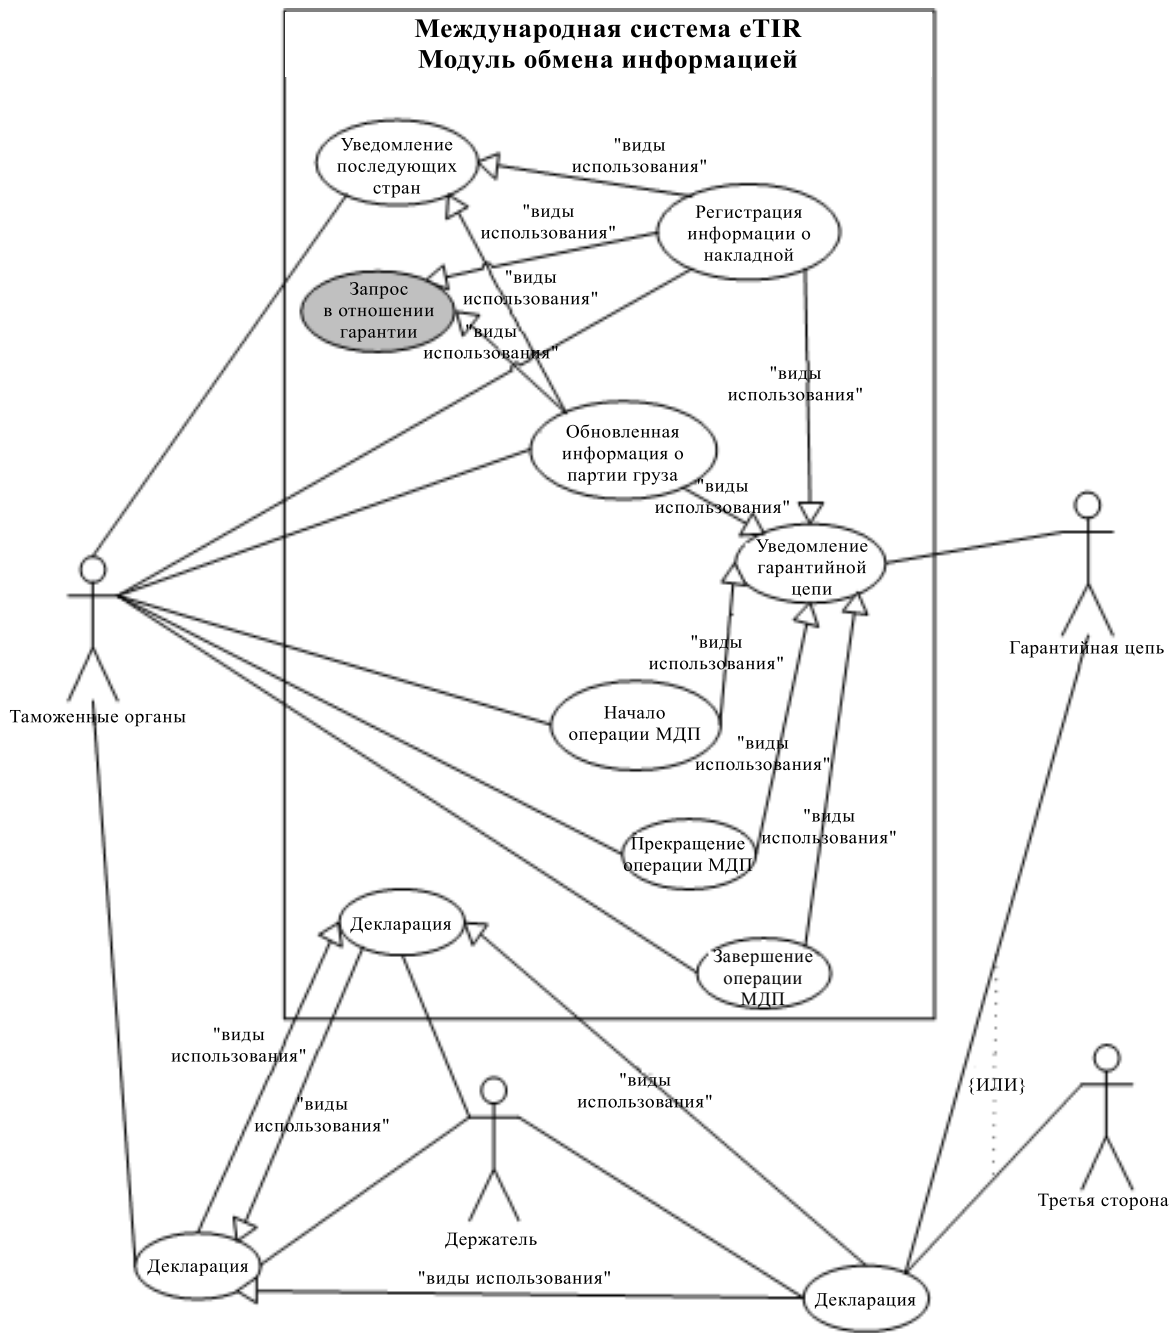 Международная система eTIR
Модуль обмена информацией
Уведомление
последующих
стран
"виды
использования"
Регистрация
информации о
накладной
"виды
использования"
Запрос
в отношении
гарантии
"виды
использования"
"виды
использования"
"виды
использования"
Обновленная
информация о
партии груза
"виды
использования"
Уведомление
гарантийной
цепи
Гарантийная цепь
"виды
использования"
Таможенные органы
Начало
операции МДП
"виды
использования"
"виды
использования"
Прекращение
операции МДП
Декларация
Завершение
операции
МДП
"виды
использования"
"виды
использования"
"виды
использования"
{ИЛИ}
Третья сторона
Держатель
Декларация
"виды использования"
Декларация